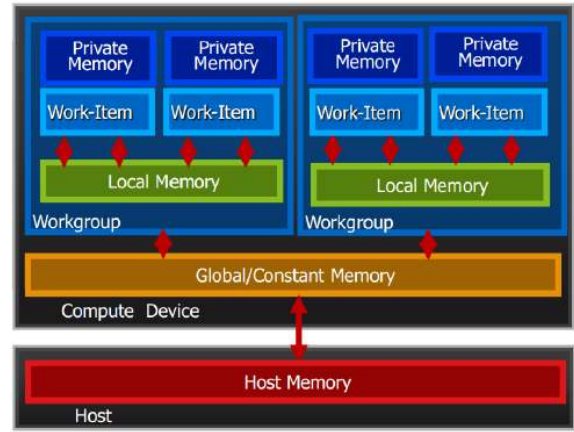 Private
Memory
Private
Memory
Work-Item
Work-Item
Local Memory
Workgroup
Private
Memory
Private
Memory
Work-Item
Work-Item
Local Memory
Workgroup
Global/Constant Memory
Compute Device
Host Memory
Host